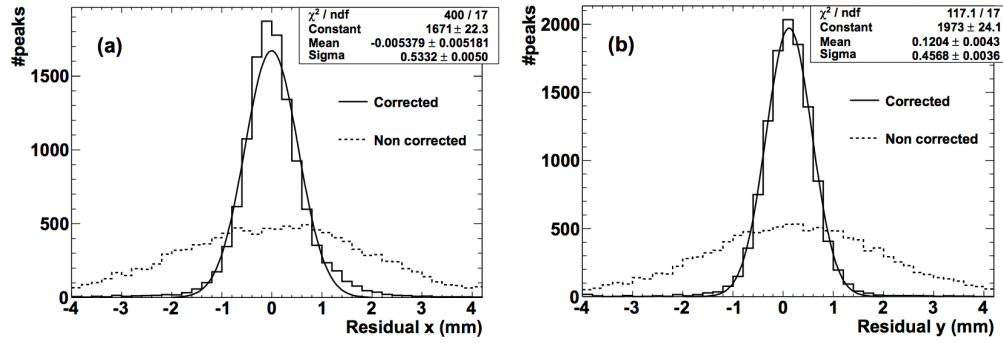 χ² / ndf 400 / 17
Constant 1671 ± 22.3
Mean -0.005379 ± 0.005181
Sigma 0.5332 ± 0.0050
(a)
#peaks
Corrected
Non corrected
1500
1000
500
0
-4 -3 -2 -1 0 1 2 3 4
Residual x (mm)
χ² / ndf 117.1 / 17
Constant 1973 ± 24.1
Mean 0.1204 ± 0.0043
Sigma 0.4568 ± 0.0036
(b)
#peaks
Corrected
Non corrected
2000
1500
1000
500
0
-4 -3 -2 -1 0 1 2 3 4
Residual y (mm)